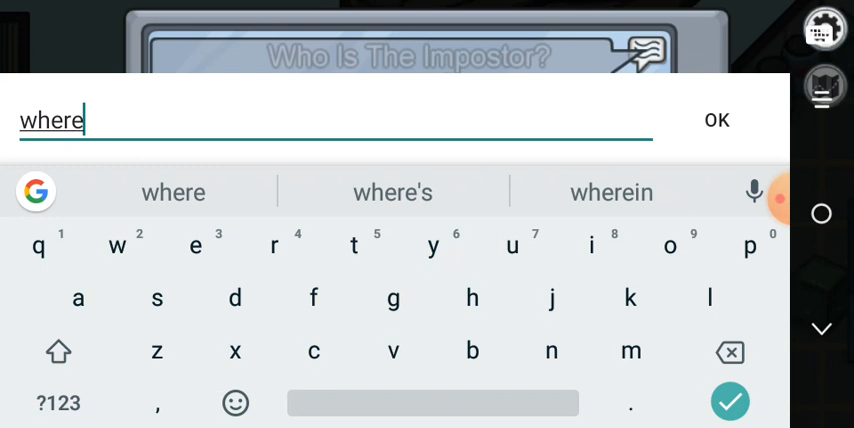 Who Is The Impostor?
where
OK
where where's wherein
q 1 w 2 e 3 r 4 t 5 y 6 u 7 i 8 o 9 p 0
a s d f g h j k l
z x c v b n m
?123 , .